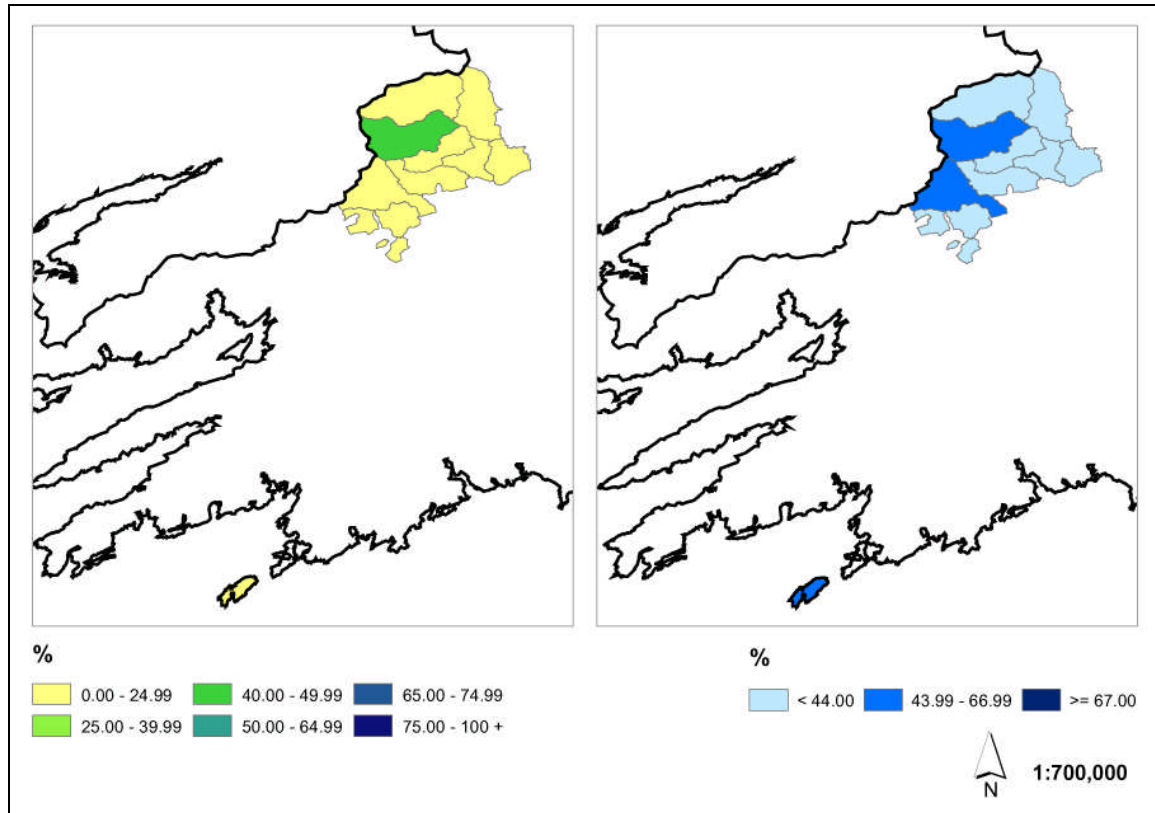 %
0.00 - 24.99 40.00 - 49.99 65.00 - 74.99
25.00 - 39.99 50.00 - 64.99 75.00 - 100 +
%
< 44.00 43.99 - 66.99 >= 67.00
N 1:700,000